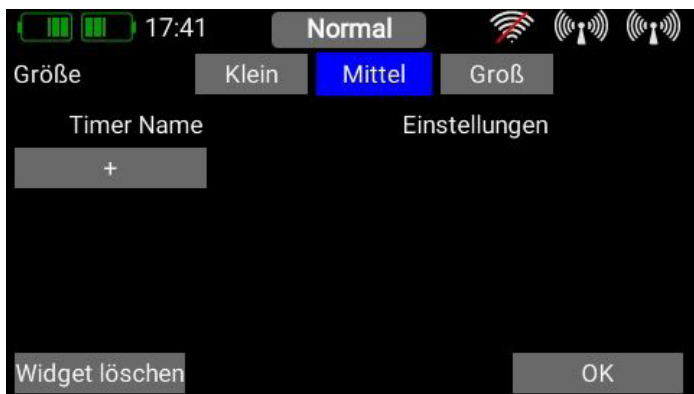 17:41 Normal
Größe Klein Mittel Groß
Timer Name Einstellungen
+
Widget löschen OK